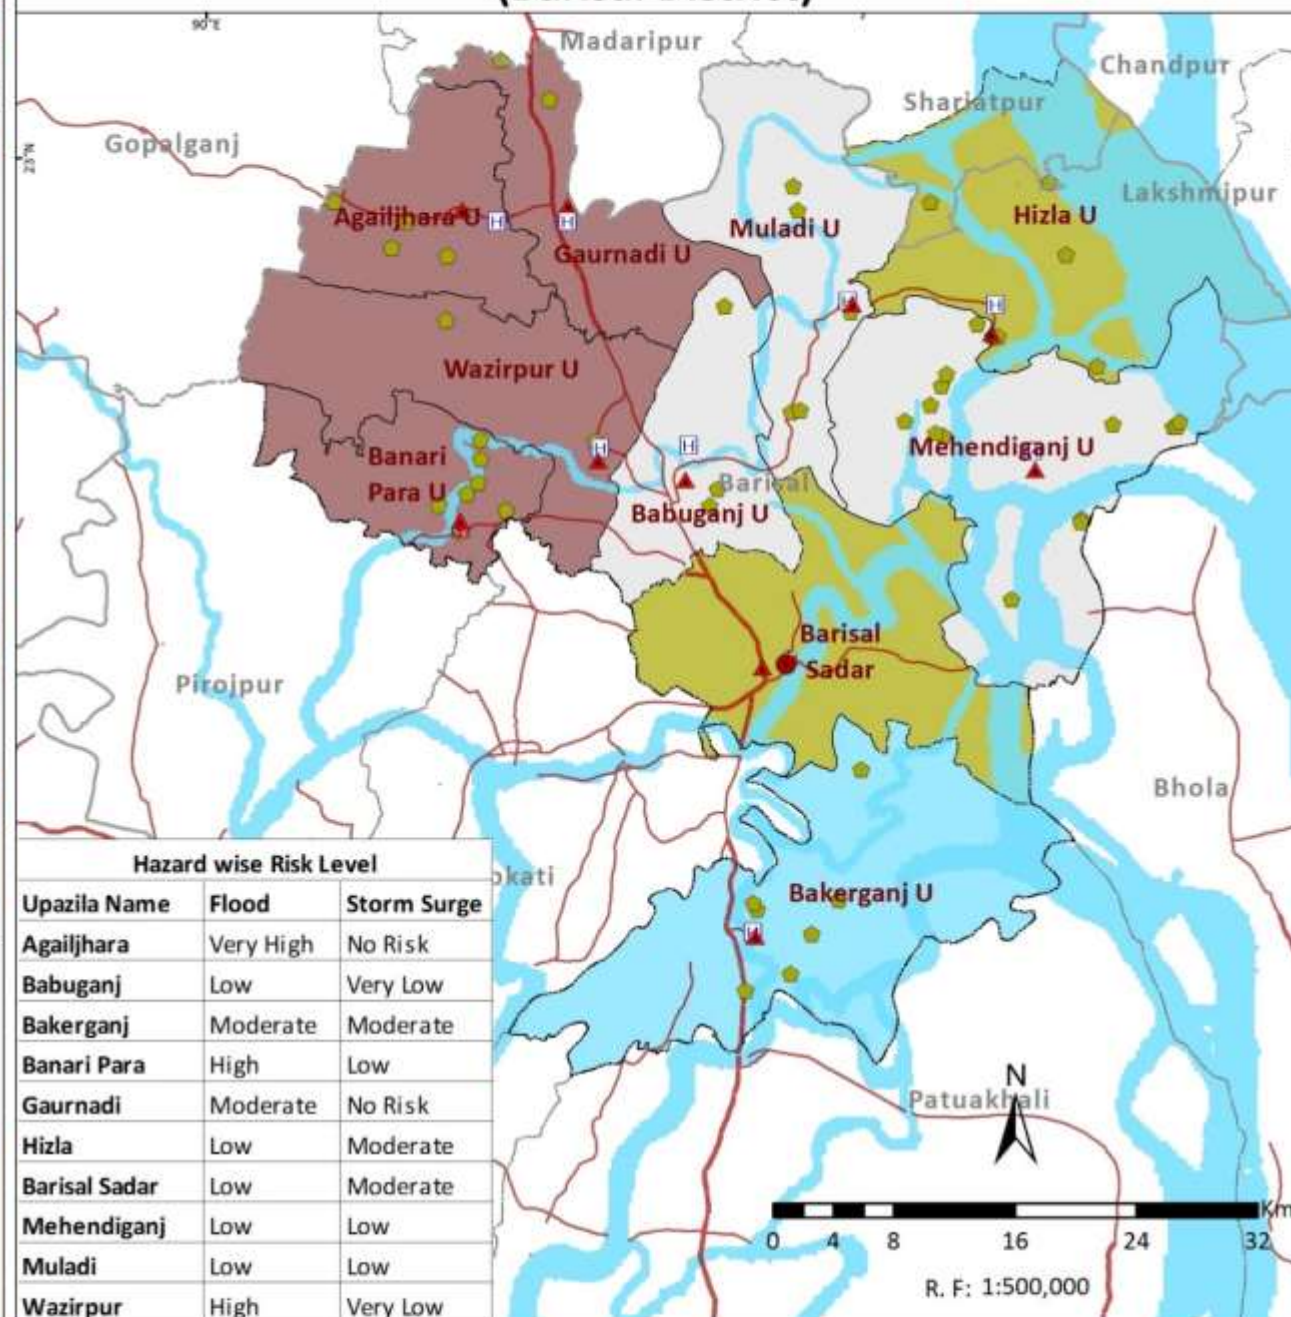 90°E
Madaripur
Chandpur
Shariatpur
Gopalganj
23°N
Lakshmipur
Agailjhara U
H
H
Hizla U
Muladi U
Gaurnadi U
H
H
Wazirpur U
Banari
Para U
H
H
Mehendiganj U
Barisal
Babuganj U
Barisal
Sadar
Pirojpur
Bhola
Hazard wise Risk Level
okati
Upazila Name Flood Storm Surge
Bakerganj U
Agailjhara Very High No Risk
H
Babuganj Low Very Low
Bakerganj Moderate Moderate
Banari Para High Low
Gaurnadi Moderate No Risk
N
Patuakhali
Hizla Low Moderate
Barisal Sadar Low Moderate
Mehendiganj Low Low
Km
0 4 8 16 24 32
Muladi Low Low
R. F: 1:500,000
Wazirpur High Very Low